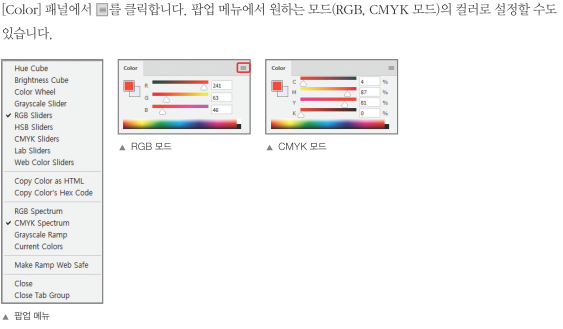 [Color] 패널에서 를 클릭합니다. 팝업 메뉴에서 원하는 모드(RGB, CMYK 모드)의 컬러로 설정할 수도
있습니다.
Hue Cube
Brightness Cube
Color Wheel
Grayscale Slider
✓ RGB Sliders
HSB Sliders
CMYK Sliders
Lab Sliders
Web Color Sliders
Copy Color as HTML
Copy Color's Hex Code
RGB Spectrum
✓ CMYK Spectrum
Grayscale Ramp
Current Colors
Make Ramp Web Safe
Close
Close Tab Group
▲ 팝업 메뉴
Color
R 241
G 63
B 46
▲ RGB 모드
Color
C 4 %
M 87 %
Y 81 %
K 0 %
▲ CMYK 모드